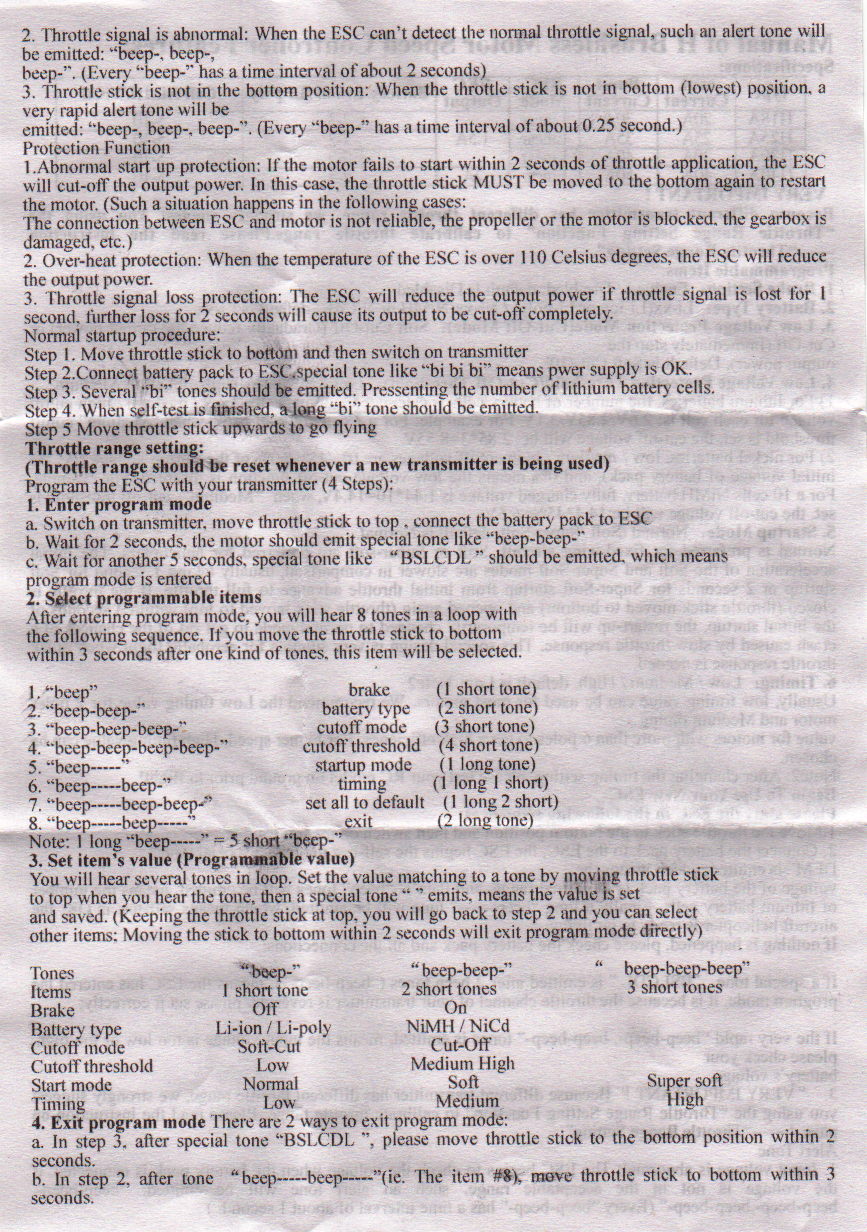 2. Throttle signal is abnormal: When the ESC can't detect the normal throttle signal, such an alert tone will
be emitted: "beep-, beep-,
beep-". (Every "beep-" has a time interval of about 2 seconds)
3. Throttle stick is not in the bottom position: When the throttle stick is not in bottom (lowest) position, a
very rapid alert tone will be
emitted: "beep-, beep-, beep-". (Every "beep-" has a time interval of about 0.25 second.)
Protection Function
1.Abnormal start up protection: If the motor fails to start within 2 seconds of throttle application, the ESC
will cut-off the output power. In this case, the throttle stick MUST be moved to the bottom again to restart
the motor. (Such a situation happens in the following cases:
The connection between ESC and motor is not reliable, the propeller or the motor is blocked, the gearbox is
damaged, etc.)
2. Over-heat protection: When the temperature of the ESC is over 110 Celsius degrees, the ESC will reduce
the output power.
3. Throttle signal loss protection: The ESC will reduce the output power if throttle signal is lost for 1
second, further loss for 2 seconds will cause its output to be cut-off completely.
Normal startup procedure:
Step 1. Move throttle stick to bottom and then switch on transmitter
Step 2.Connect battery pack to ESC,special tone like "bi bi bi" means pwer supply is OK.
Step 3. Several "bi" tones should be emitted. Pressenting the number of lithium battery cells.
Step 4. When self-test is finished, a long "bi" tone should be emitted.
Step 5 Move throttle stick upwards to go flying
Throttle range setting:
(Throttle range should be reset whenever a new transmitter is being used)
Program the ESC with your transmitter (4 Steps):
1. Enter program mode
a. Switch on transmitter, move throttle stick to top , connect the battery pack to ESC
b. Wait for 2 seconds, the motor should emit special tone like "beep-beep-"
c. Wait for another 5 seconds, special tone like "BSLCDL" should be emitted, which means
program mode is entered
2. Select programmable items
After entering program mode, you will hear 8 tones in a loop with
the following sequence. If you move the throttle stick to bottom
within 3 seconds after one kind of tones, this item will be selected.
1. "beep" brake (1 short tone)
2. "beep-beep-" battery type (2 short tone)
3. "beep-beep-beep-" cutoff mode (3 short tone)
4. "beep-beep-beep-beep-" cutoff threshold (4 short tone)
5. "beep-----" startup mode (1 long tone)
6. "beep-----beep-" timing (1 long 1 short)
7. "beep-----beep-beep-" set all to default (1 long 2 short)
8. "beep-----beep-----" exit (2 long tone)
Note: 1 long "beep-----" = 5 short "beep-"
3. Set item's value (Programmable value)
You will hear several tones in loop. Set the value matching to a tone by moving throttle stick
to top when you hear the tone, then a special tone " " emits, means the value is set
and saved. (Keeping the throttle stick at top, you will go back to step 2 and you can select
other items; Moving the stick to bottom within 2 seconds will exit program mode directly)
Tones "beep-" "beep-beep-" " beep-beep-beep"
Items 1 short tone 2 short tones 3 short tones
Brake Off On
Battery type Li-ion / Li-poly NiMH / NiCd
Cutoff mode Soft-Cut Cut-Off
Cutoff threshold Low Medium High
Start mode Normal Soft Super soft
Timing Low Medium High
4. Exit program mode There are 2 ways to exit program mode:
a. In step 3, after special tone "BSLCDL ", please move throttle stick to the bottom position within 2
seconds.
b. In step 2, after tone "beep-----beep-----"(ie. The item #8), move throttle stick to bottom within 3
seconds.